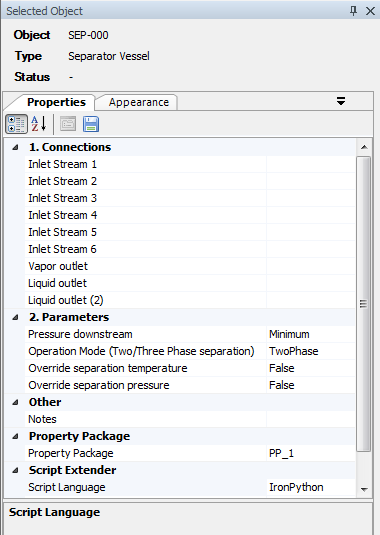 Selected Object
Object SEP-000
Type Separator Vessel
Status -
Properties Appearance
A Z
1. Connections
Inlet Stream 1
Inlet Stream 2
Inlet Stream 3
Inlet Stream 4
Inlet Stream 5
Inlet Stream 6
Vapor outlet
Liquid outlet
Liquid outlet (2)
2. Parameters
Pressure downstream Minimum
Operation Mode (Two/Three Phase separation) TwoPhase
Override separation temperature False
Override separation pressure False
Other
Notes
Property Package
Property Package PP_1
Script Extender
Script Language IronPython
Script Language